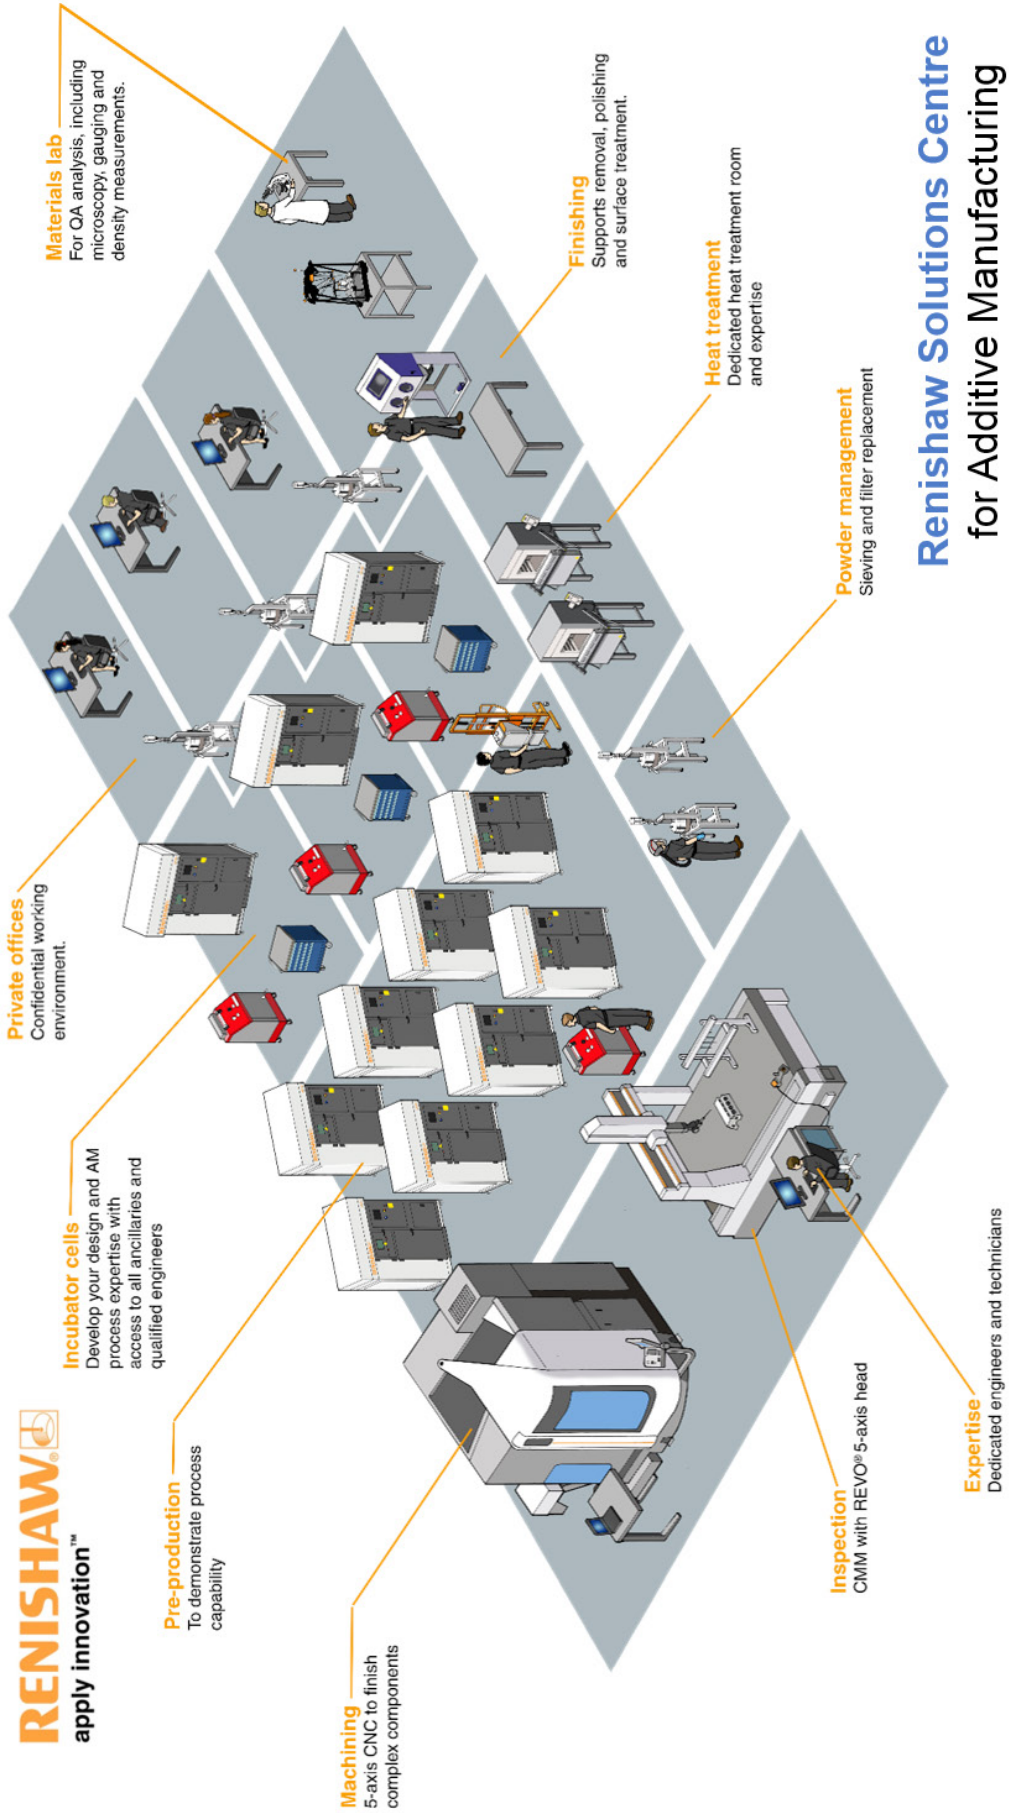 RENISHAW®
apply innovation™
Machining
5-axis CNC to finish
complex components
Pre-production
To demonstrate process
capability
Incubator cells
Develop your design and AM
process expertise with
access to all ancillaries and
qualified engineers
Private offices
Confidential working
environment.
Materials lab
For QA analysis, including
microscopy, gauging and
density measurements.
Finishing
Supports removal, polishing
and surface treatment.
Heat treatment
Dedicated heat treatment room
and expertise
Powder management
Sieving and filter replacement
Inspection
CMM with REVO® 5-axis head
Expertise
Dedicated engineers and technicians
Renishaw Solutions Centre
for Additive Manufacturing